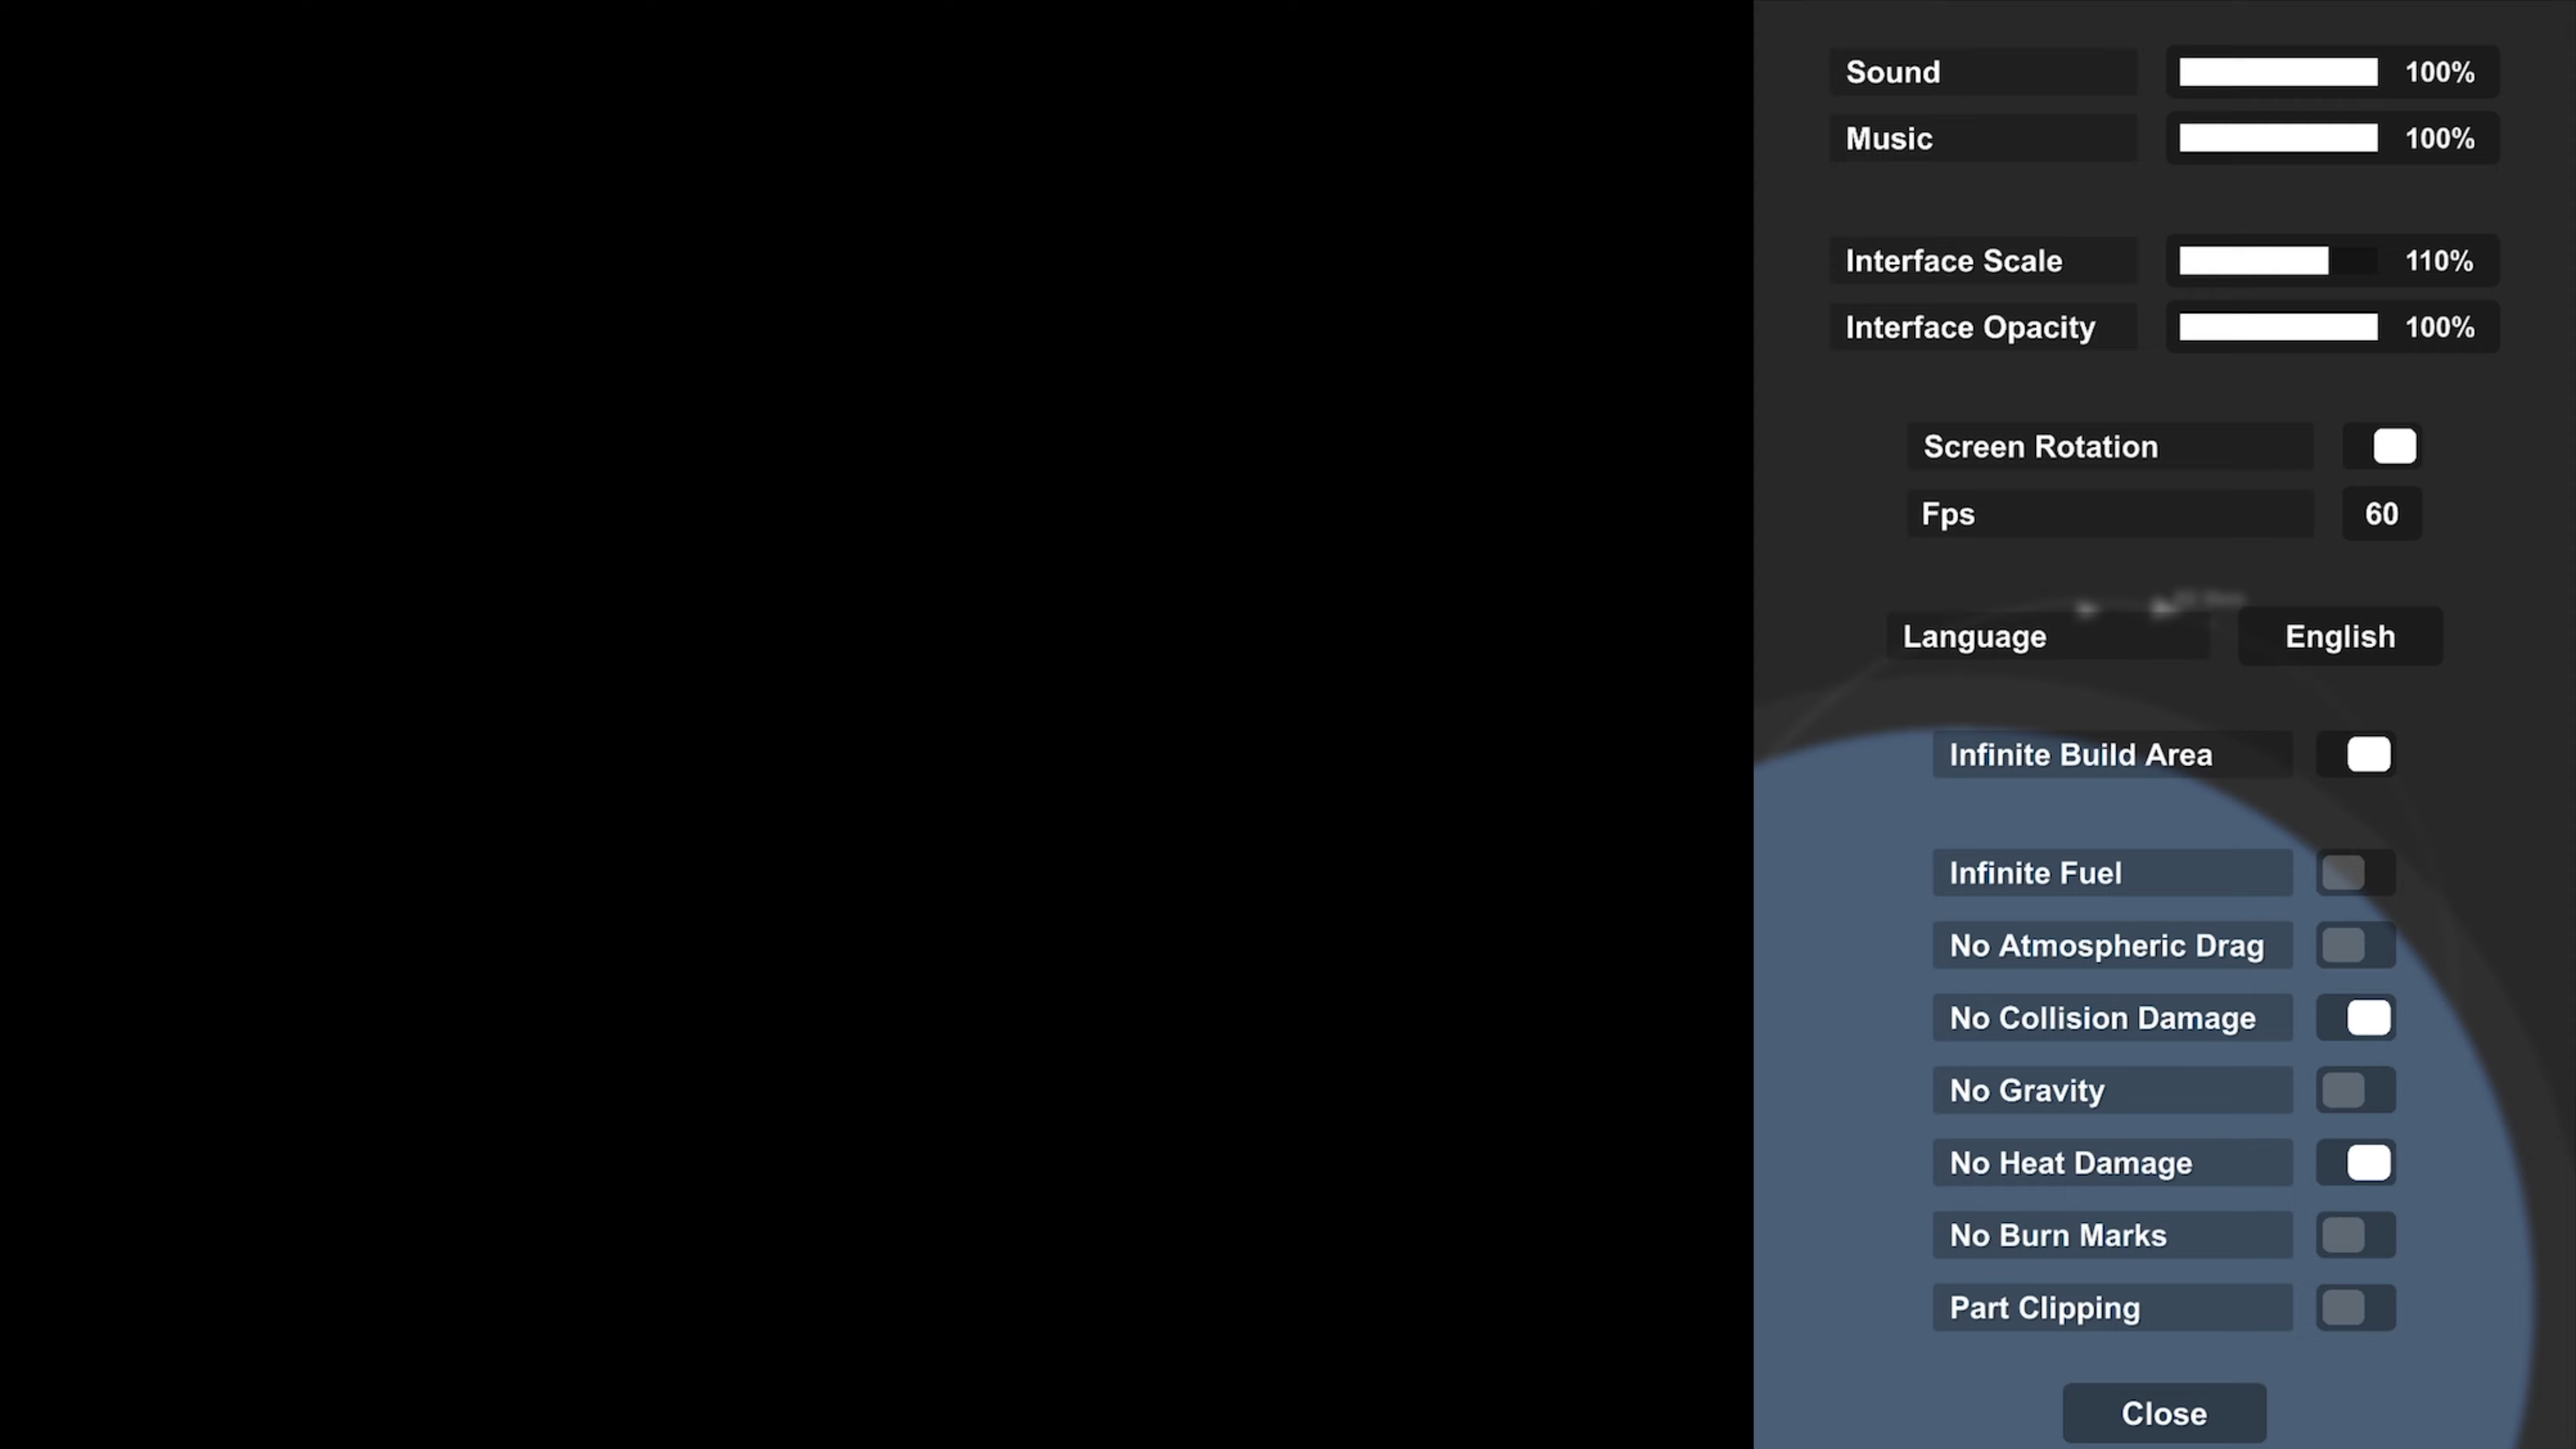 Sound 100%
Music 100%
Interface Scale 110%
Interface Opacity 100%
Screen Rotation
Fps 60
Language English
Infinite Build Area
Infinite Fuel
No Atmospheric Drag
No Collision Damage
No Gravity
No Heat Damage
No Burn Marks
Part Clipping
Close